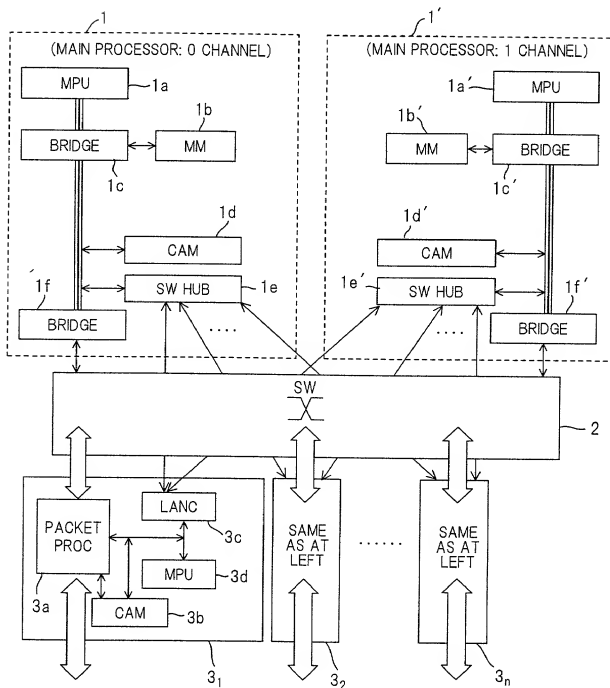 1
1′
(MAIN PROCESSOR: 0 CHANNEL)
(MAIN PROCESSOR: 1 CHANNEL)
MPU
1a
1a′
MPU
1b
1b′
BRIDGE
MM
MM
BRIDGE
1c
1c′
1d
1d′
CAM
CAM
′1f
SW HUB
1e
1e′
SW HUB
1f′
BRIDGE
....
....
BRIDGE
SW
2
PACKET
PROC
LANC
3c
3a
MPU
3d
CAM
3b
SAME
AS AT
LEFT
......
SAME
AS AT
LEFT
3₁
3₂
3ₙ